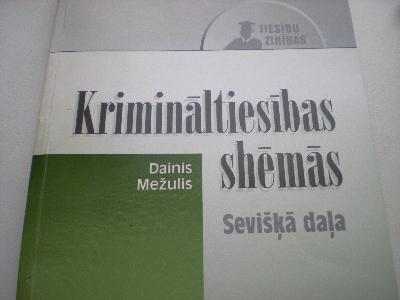 TIESĪBU
ZINĪBAS
Krimināltiesības
shēmās
Dainis
Mežulis
Sevišķā daļa